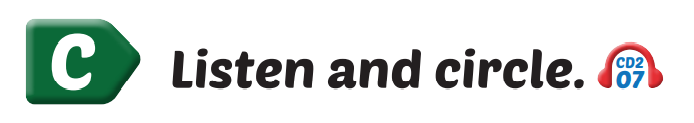 C Listen and circle. CD2 07